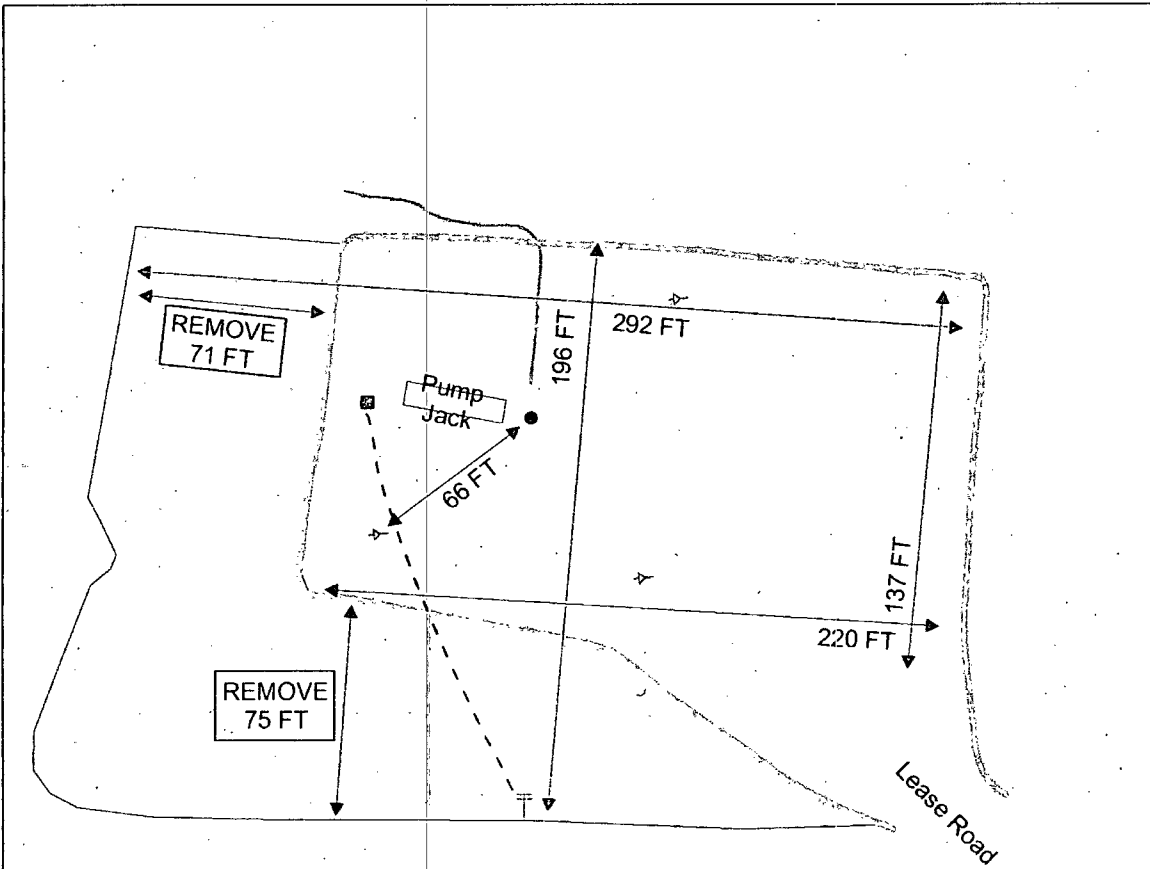 REMOVE
71 FT
292 FT
196 FT
Pump
Jack
66 FT
137 FT
220 FT
REMOVE
75 FT
Lease Road